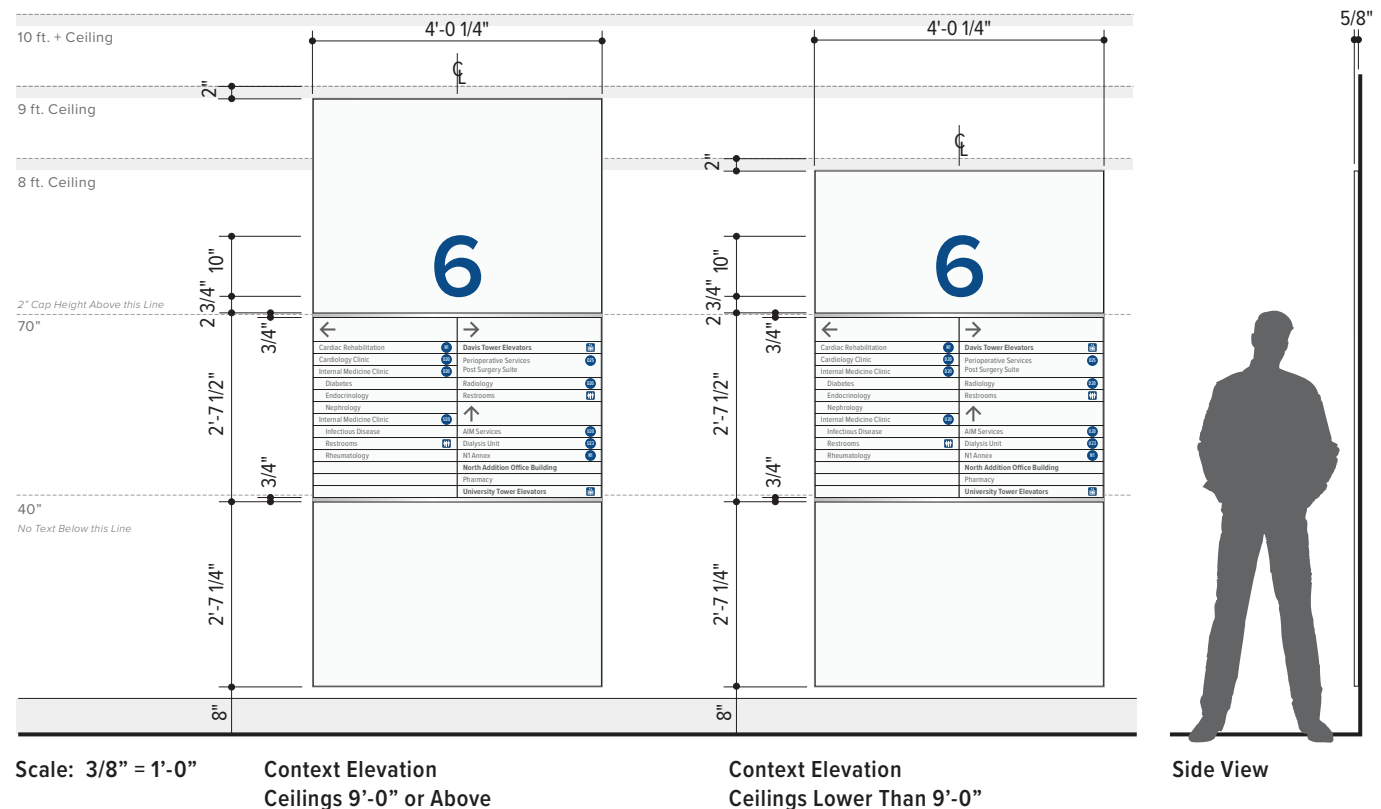 5/8"
4'-0 1/4"
4'-0 1/4"
10 ft. + Ceiling
℄
2"
9 ft. Ceiling
℄
2"
8 ft. Ceiling
10"
6
10"
6
2" Cap Height Above this Line
2 3/4"
2 3/4"
70"
3/4"
3/4"
2'-7 1/2"
2'-7 1/2"
←
Cardiac Rehabilitation
Cardiology Clinic
Internal Medicine Clinic
Diabetes
Endocrinology
Nephrology
Internal Medicine Clinic
Infectious Disease
Restrooms
Rheumatology
→
Davis Tower Elevators
Perioperative Services
Post Surgery Suite
Radiology
Restrooms
↑
AIM Services
Dialysis Unit
N1 Annex
North Addition Office Building
Pharmacy
University Tower Elevators
←
Cardiac Rehabilitation
Cardiology Clinic
Internal Medicine Clinic
Diabetes
Endocrinology
Nephrology
Internal Medicine Clinic
Infectious Disease
Restrooms
Rheumatology
→
Davis Tower Elevators
Perioperative Services
Post Surgery Suite
Radiology
Restrooms
↑
AIM Services
Dialysis Unit
N1 Annex
North Addition Office Building
Pharmacy
University Tower Elevators
3/4"
3/4"
40"
No Text Below this Line
2'-7 1/4"
2'-7 1/4"
8"
8"
Scale: 3/8” = 1’-0”
Context Elevation
Ceilings 9’-0” or Above
Context Elevation
Ceilings Lower Than 9’-0”
Side View